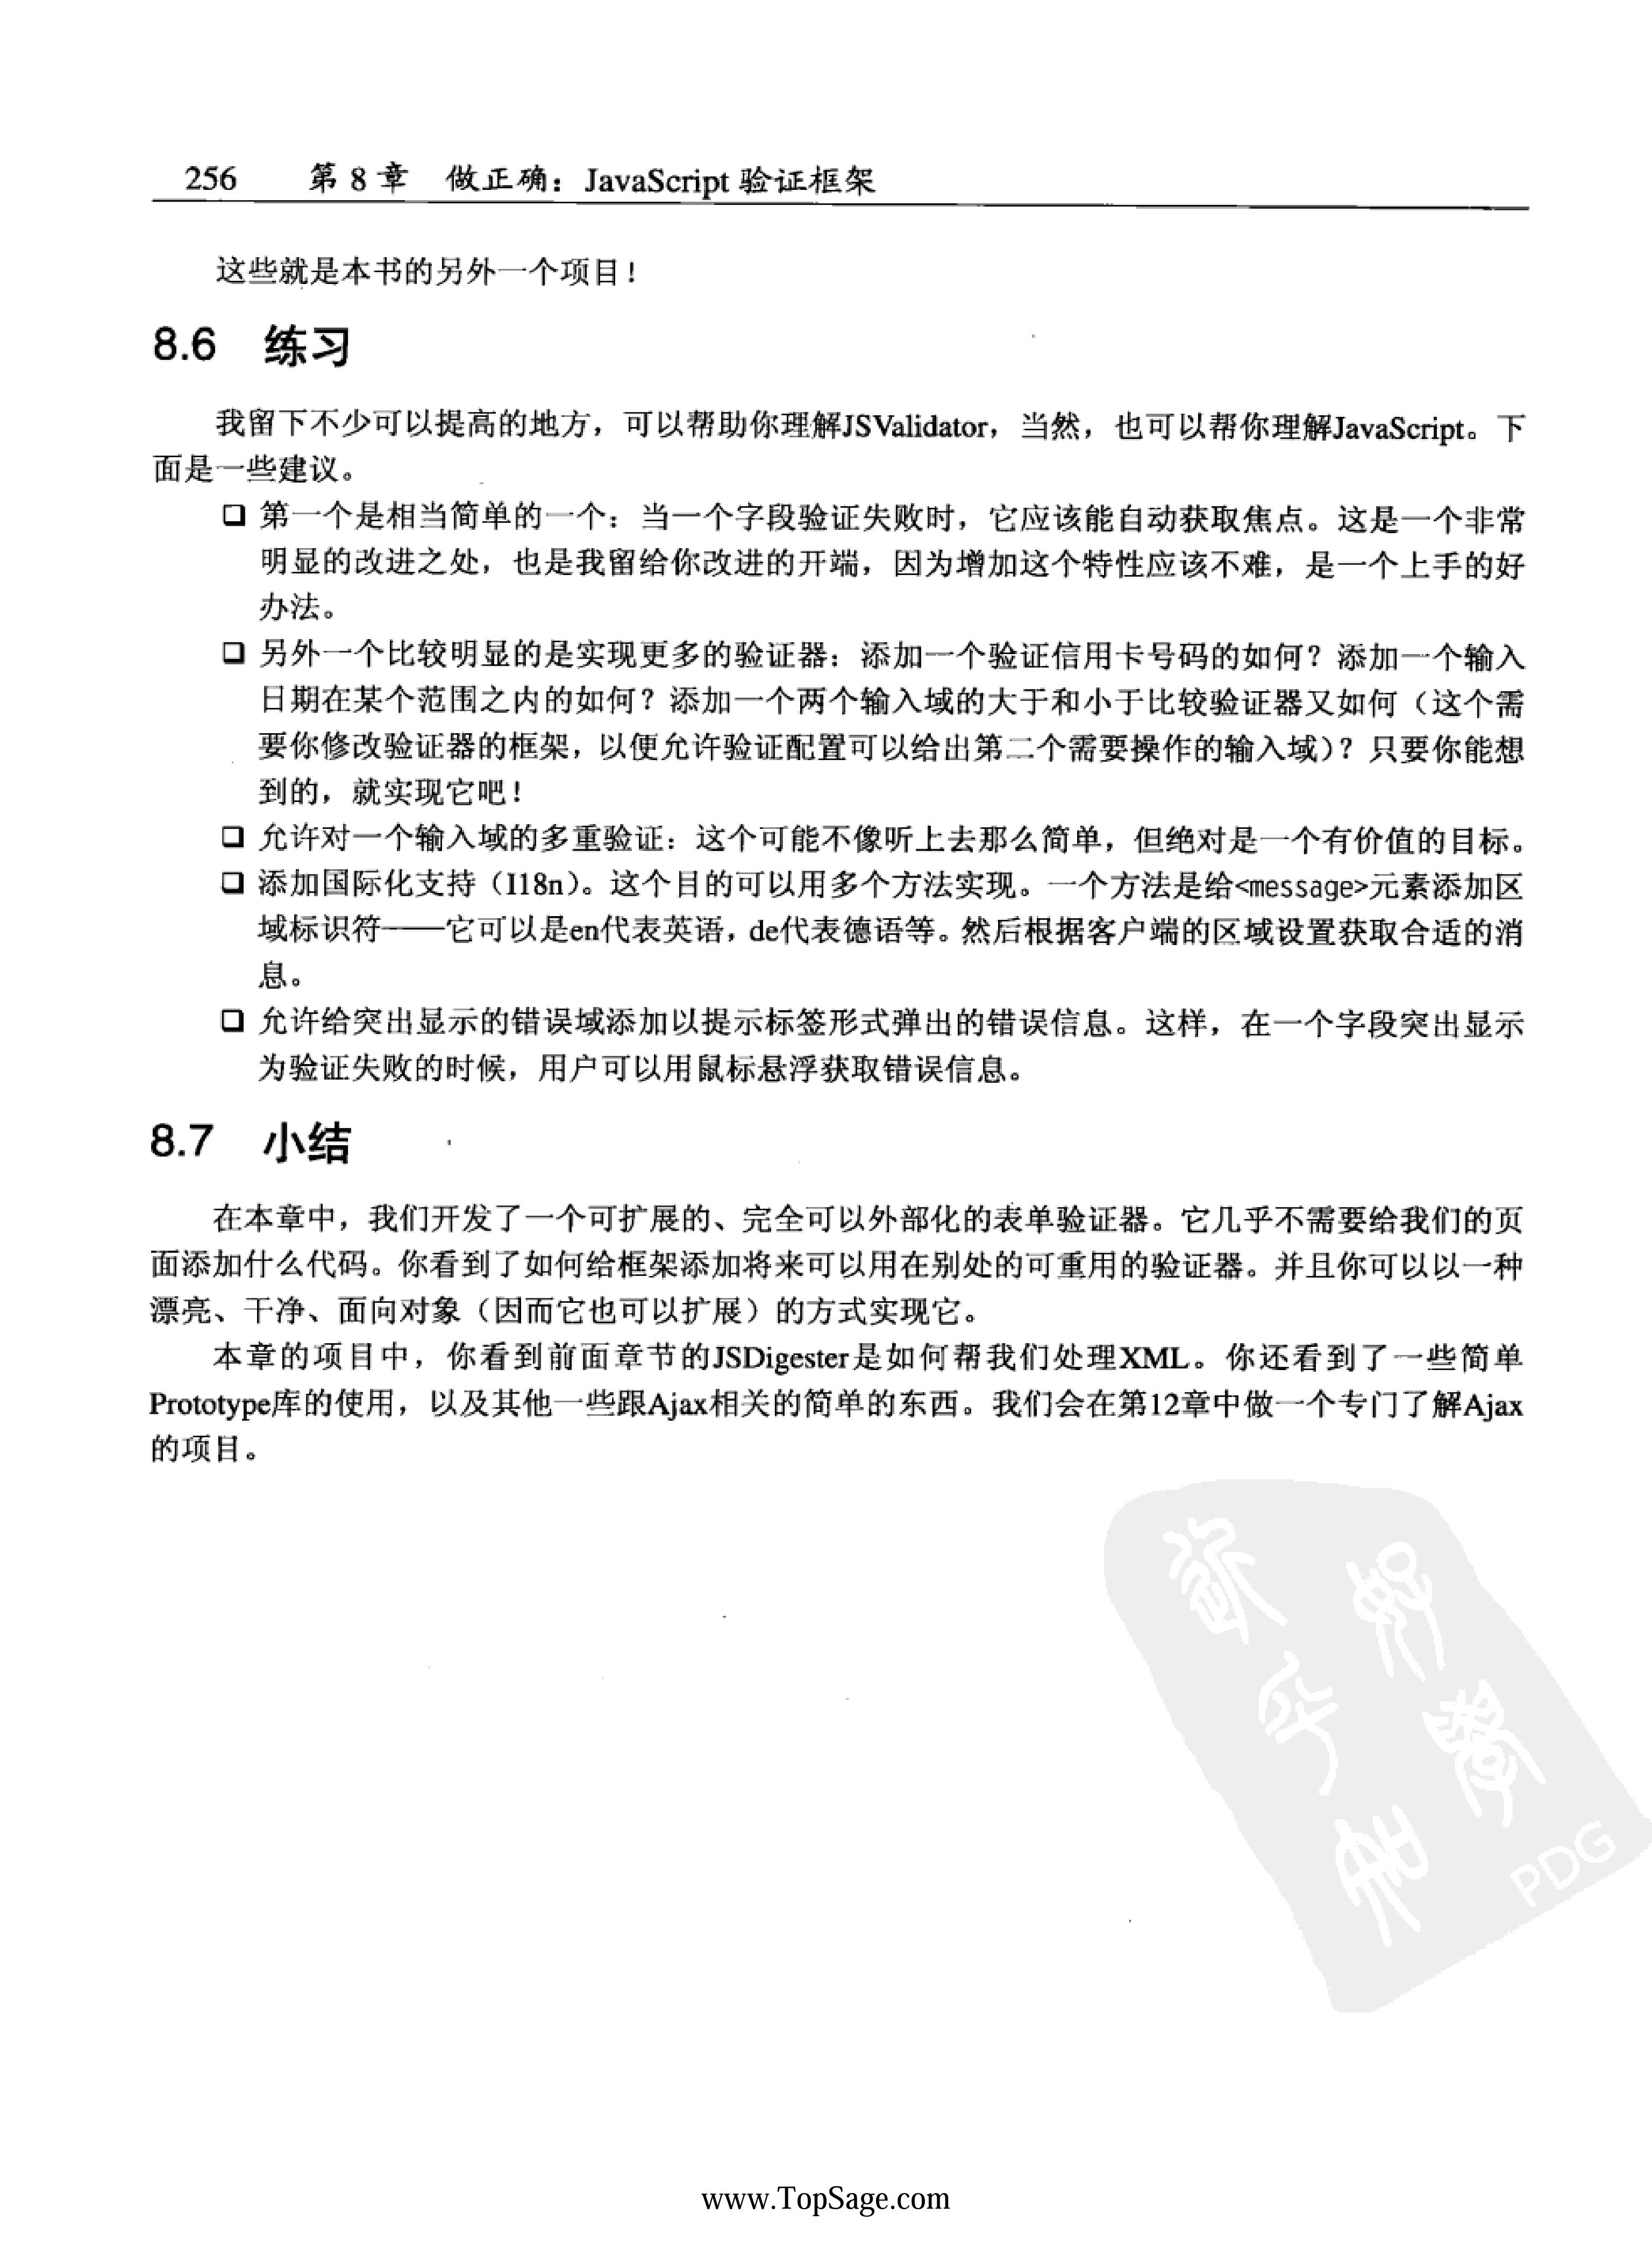 256 第 8 章 做正确：JavaScript 验证框架
这些就是本书的另外一个项目！
8.6 练习
我留下不少可以提高的地方，可以帮助你理解JSValidator，当然，也可以帮你理解JavaScript。下
面是一些建议。
❑ 第一个是相当简单的一个：当一个字段验证失败时，它应该能自动获取焦点。这是一个非常
明显的改进之处，也是我留给你改进的开端，因为增加这个特性应该不难，是一个上手的好
办法。
❑ 另外一个比较明显的是实现更多的验证器：添加一个验证信用卡号码的如何？添加一个输入
日期在某个范围之内的如何？添加一个两个输入域的大于和小于比较验证器又如何（这个需
要你修改验证器的框架，以便允许验证配置可以给出第二个需要操作的输入域）？只要你能想
到的，就实现它吧！
❑ 允许对一个输入域的多重验证：这个可能不像听上去那么简单，但绝对是一个有价值的目标。
❑ 添加国际化支持（I18n）。这个目的可以用多个方法实现。一个方法是给<message>元素添加区
域标识符——它可以是en代表英语，de代表德语等。然后根据客户端的区域设置获取合适的消
息。
❑ 允许给突出显示的错误域添加以提示标签形式弹出的错误信息。这样，在一个字段突出显示
为验证失败的时候，用户可以用鼠标悬浮获取错误信息。
8.7 小结
在本章中，我们开发了一个可扩展的、完全可以外部化的表单验证器。它几乎不需要给我们的页
面添加什么代码。你看到了如何给框架添加将来可以用在别处的可重用的验证器。并且你可以以一种
漂亮、干净、面向对象（因而它也可以扩展）的方式实现它。
本章的项目中，你看到前面章节的JSDigester是如何帮我们处理XML。你还看到了一些简单
Prototype库的使用，以及其他一些跟Ajax相关的简单的东西。我们会在第12章中做一个专门了解Ajax
的项目。
PDG
www.TopSage.com